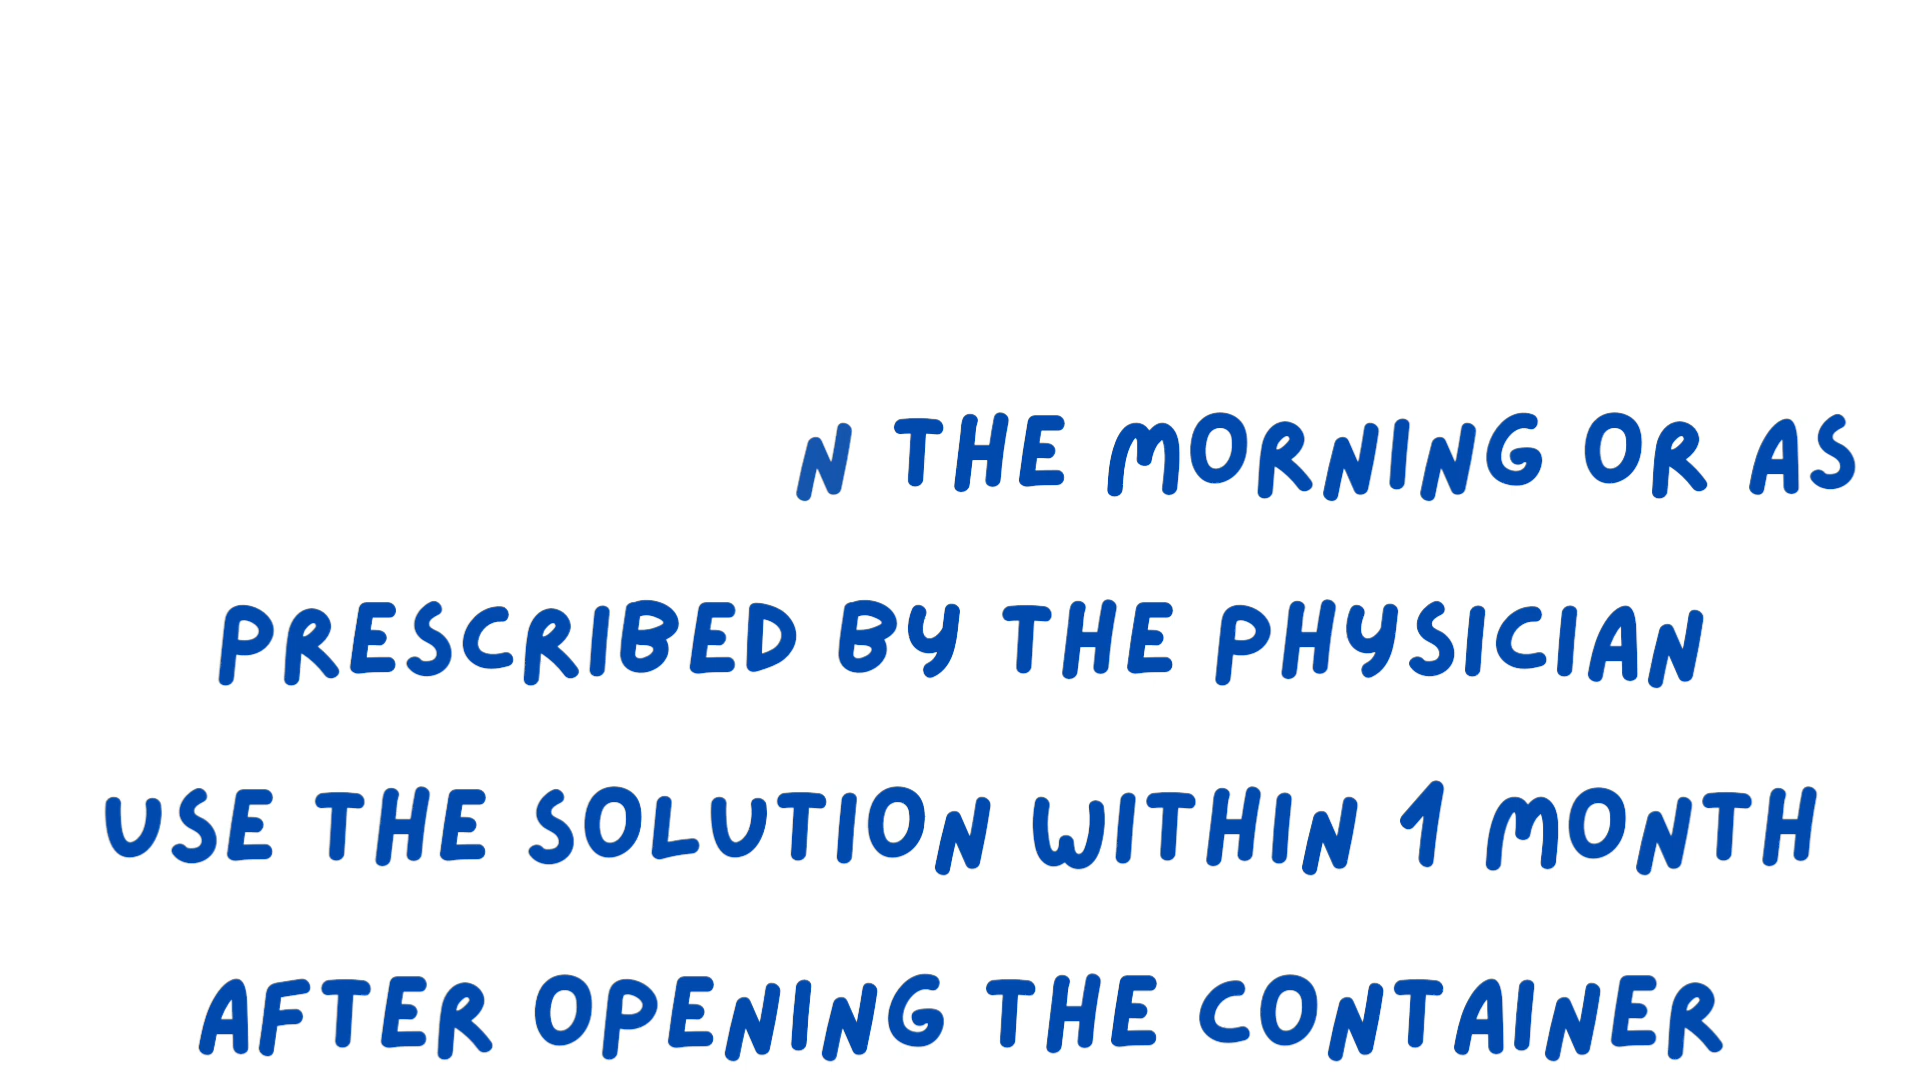 N THE MORNING OR AS
PRESCRIBED BY THE PHYSICIAN
USE THE SOLUTION WITHIN 1 MONTH
AFTER OPENING THE CONTAINER